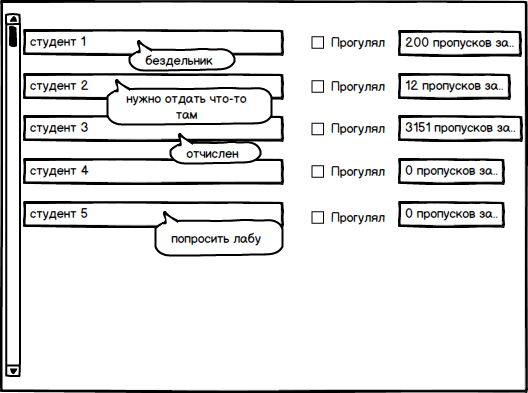 студент 1
Прогулял
200 пропусков за..
бездельник
студент 2
Прогулял
12 пропусков за..
нужно отдать что-то
там
студент 3
Прогулял
3151 пропусков за..
отчислен
студент 4
Прогулял
0 пропусков за..
студент 5
Прогулял
0 пропусков за..
попросить лабу